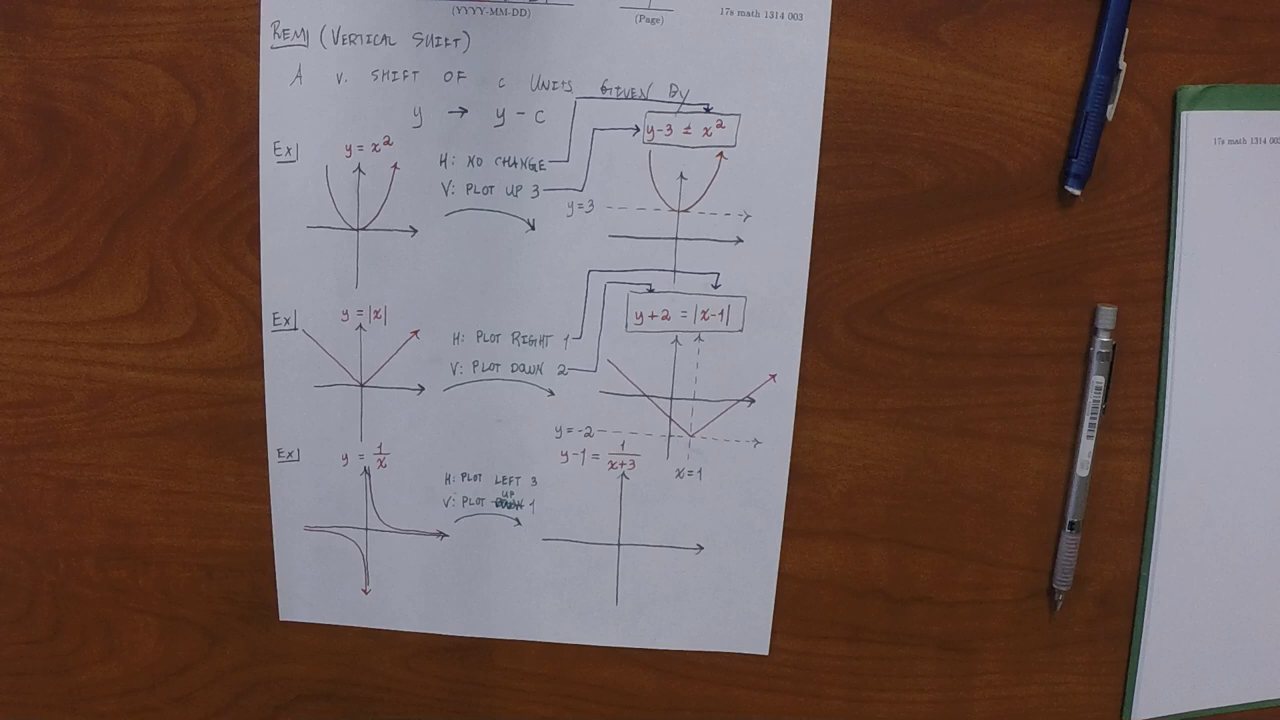 (YYYY-MM-DD) (Page) 17s math 1314 003
REM (VERTICAL SHIFT)
A V. SHIFT OF c UNITS GIVEN BY
y → y - c
Ex y = x² y-3 = x²
H: NO CHANGE
V: PLOT UP 3
y=3
Ex y = |x| y+2 = |x-1|
H: PLOT RIGHT 1
V: PLOT DOWN 2
y=-2
x=1
Ex y = 1/x y-1 = 1/(x+3)
H: PLOT LEFT 3
V: PLOT UP 1
17s math 1314 003